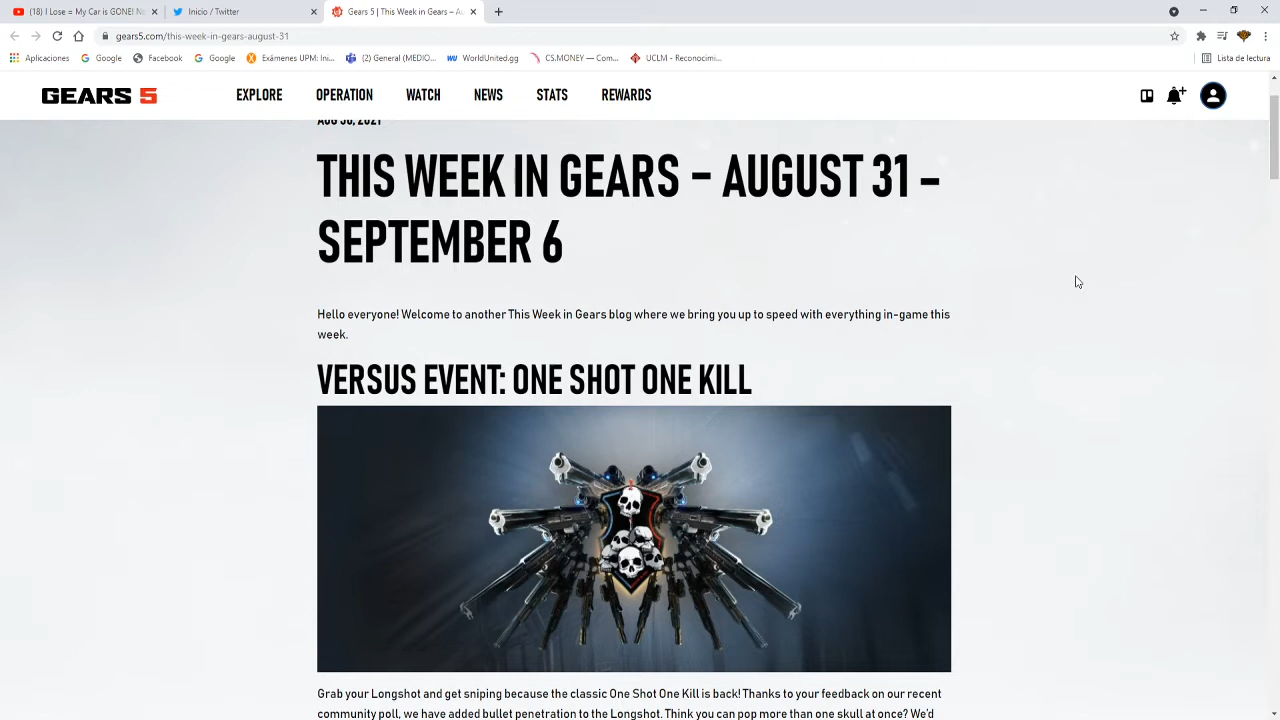 (18) I Lose = My Car is GONE! N
Inicio / Twitter
Gears 5 | This Week in Gears – A
gears5.com/this-week-in-gears-august-31
Aplicaciones
Google
Facebook
Google
Exámenes UPM: Ini...
(2) General (MEDIO...
WorldUnited.gg
CS.MONEY — Com...
UCLM - Reconocimi...
Lista de lectura
GEARS 5
EXPLORE
OPERATION
WATCH
NEWS
STATS
REWARDS
AUG 30, 2021
THIS WEEK IN GEARS – AUGUST 31 –
SEPTEMBER 6
Hello everyone! Welcome to another This Week in Gears blog where we bring you up to speed with everything in-game this
week.
VERSUS EVENT: ONE SHOT ONE KILL
Grab your Longshot and get sniping because the classic One Shot One Kill is back! Thanks to your feedback on our recent
community poll, we have added bullet penetration to the Longshot. Think you can pop more than one skull at once? We'd